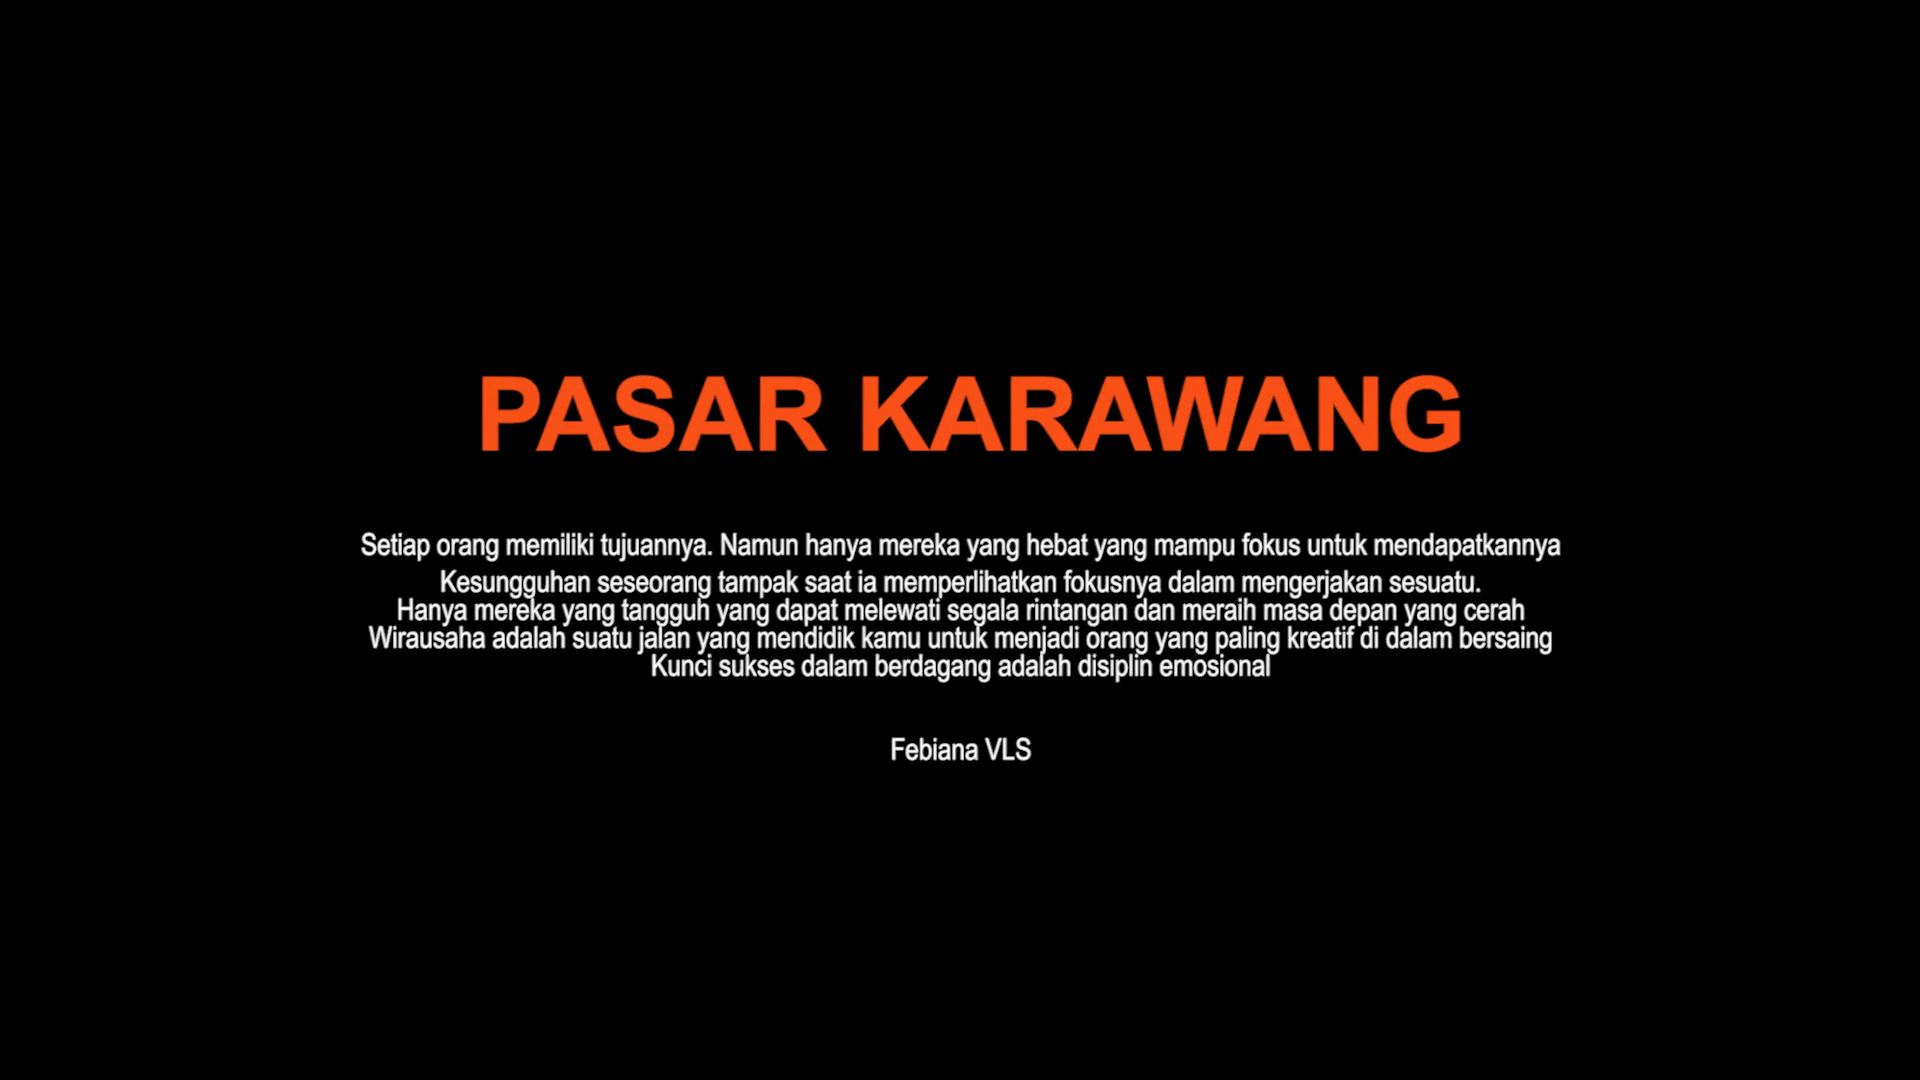 PASAR KARAWANG
Setiap orang memiliki tujuannya. Namun hanya mereka yang hebat yang mampu fokus untuk mendapatkannya
Kesungguhan seseorang tampak saat ia memperlihatkan fokusnya dalam mengerjakan sesuatu.
Hanya mereka yang tangguh yang dapat melewati segala rintangan dan meraih masa depan yang cerah
Wirausaha adalah suatu jalan yang mendidik kamu untuk menjadi orang yang paling kreatif di dalam bersaing
Kunci sukses dalam berdagang adalah disiplin emosional
Febiana VLS